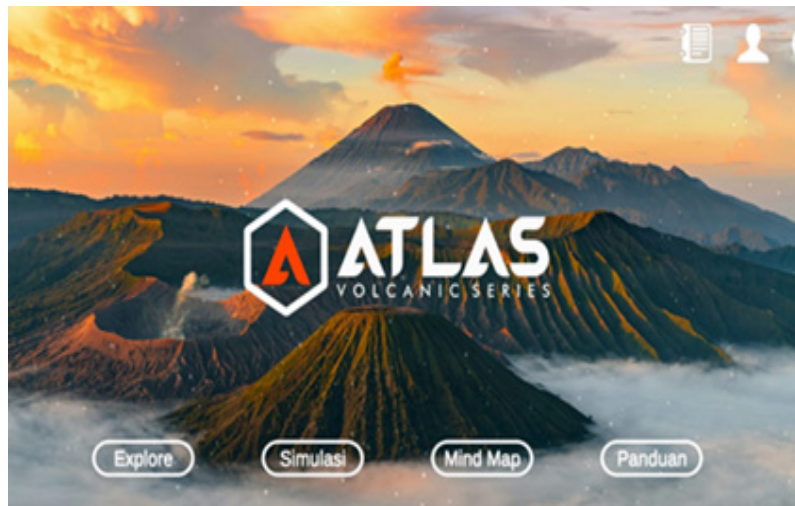 ATLAS
VOLCANIC SERIES
Explore
Simulasi
Mind Map
Panduan